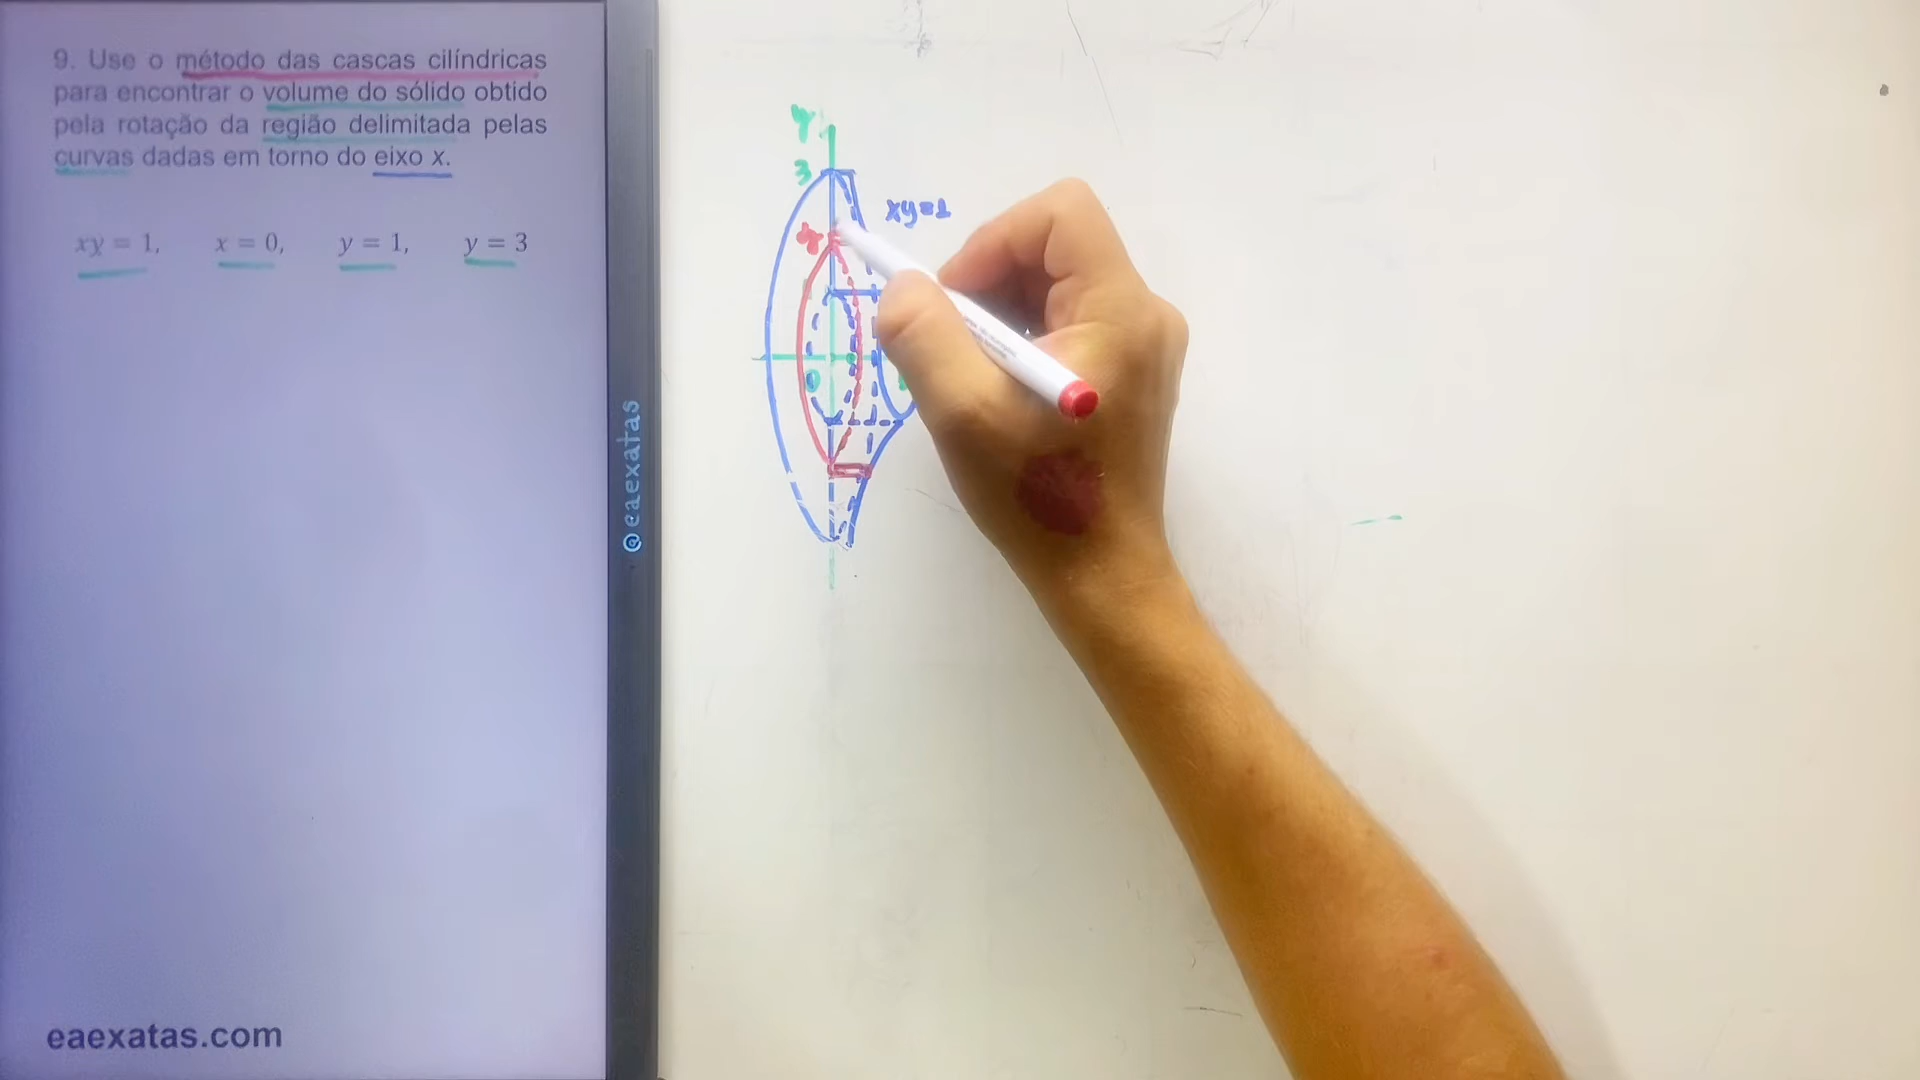 9. Use o método das cascas cilíndricas
para encontrar o volume do sólido obtido
pela rotação da região delimitada pelas
curvas dadas em torno do eixo x.
xy = 1, x = 0, y = 1, y = 3
@eaexatas
eaexatas.com
y
3
xy=1
0